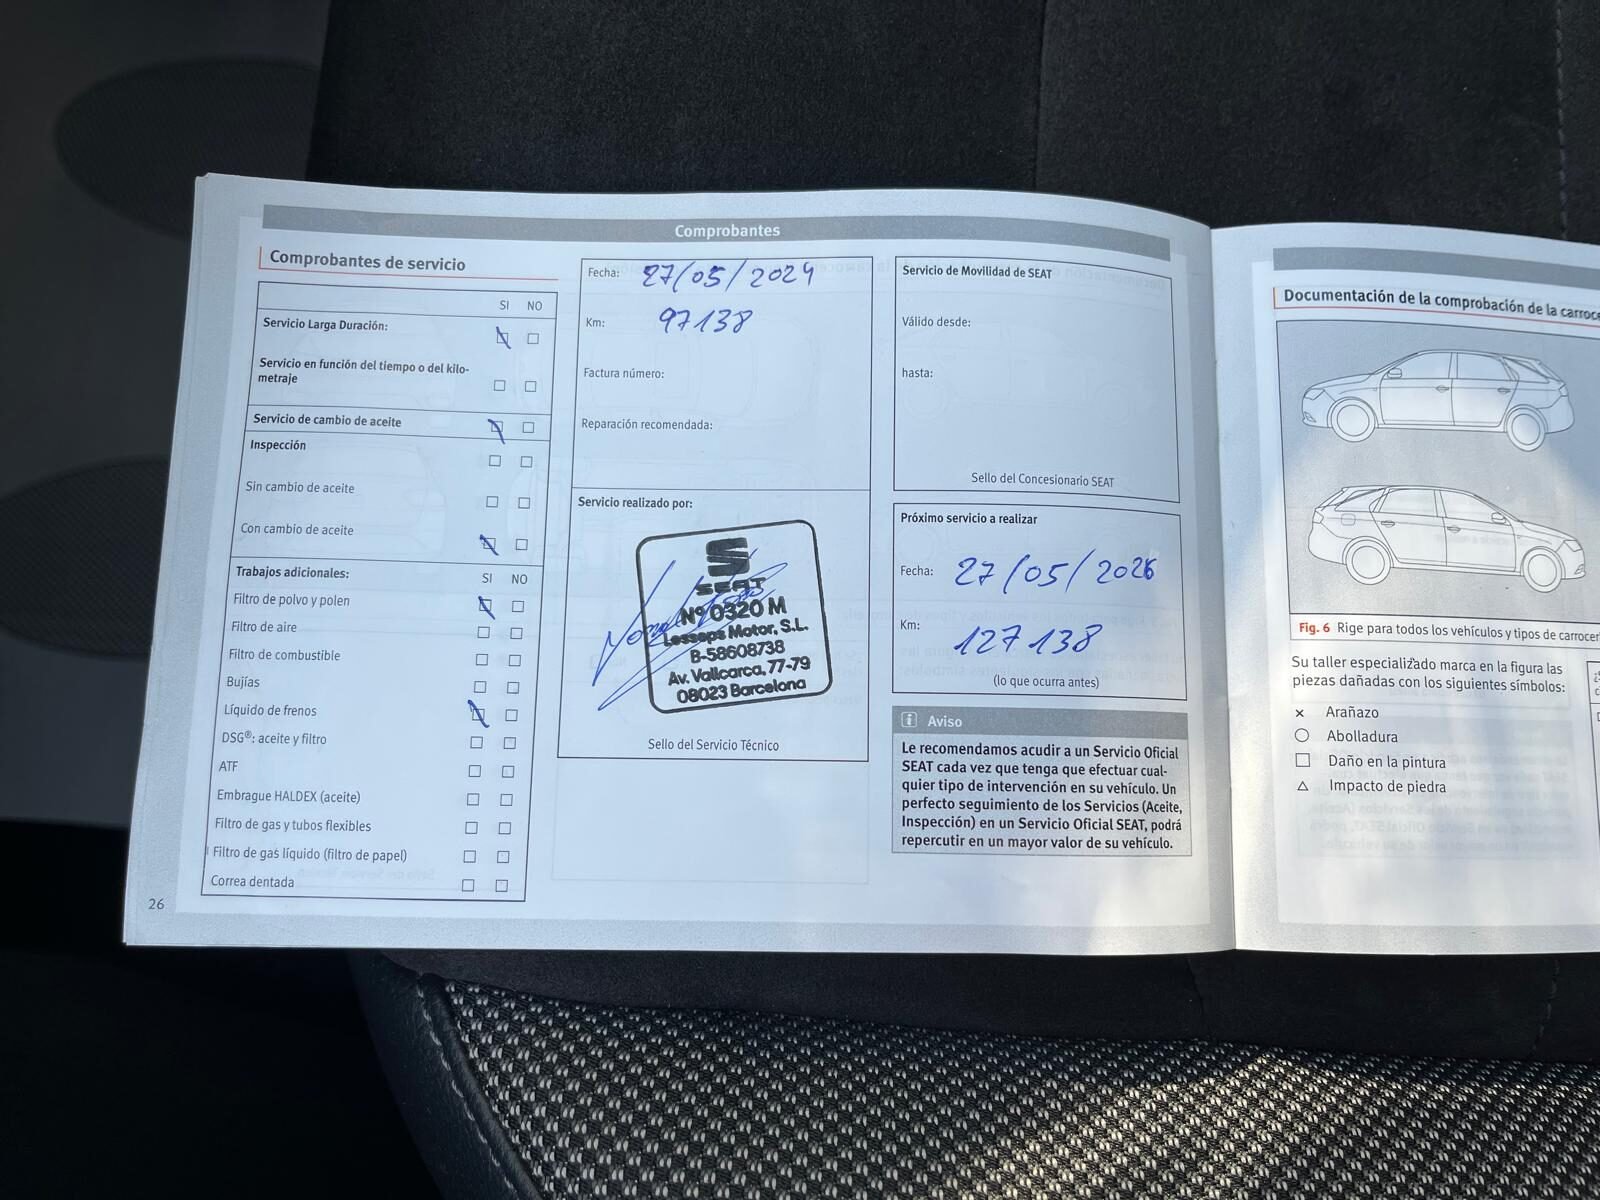 Comprobantes
Comprobantes de servicio
SI NO
Servicio Larga Duración:
Servicio en función del tiempo o del kilo-
metraje
Servicio de cambio de aceite
Inspección
Sin cambio de aceite
Con cambio de aceite
Trabajos adicionales: SI NO
Filtro de polvo y polen
Filtro de aire
Filtro de combustible
Bujías
Líquido de frenos
DSG®: aceite y filtro
ATF
Embrague HALDEX (aceite)
Filtro de gas y tubos flexibles
Filtro de gas líquido (filtro de papel)
Correa dentada
26
Fecha: 27/05/2024
Km: 97138
Factura número:
Reparación recomendada:
Servicio realizado por:
SEAT
Nº 0320 M
Lesseps Motor, S.L.
B-58608738
Av. Vallcarca, 77-79
08023 Barcelona
Sello del Servicio Técnico
Servicio de Movilidad de SEAT
Válido desde:
hasta:
Sello del Concesionario SEAT
Próximo servicio a realizar
Fecha: 27/05/2026
Km: 127138
(lo que ocurra antes)
i Aviso
Le recomendamos acudir a un Servicio Oficial
SEAT cada vez que tenga que efectuar cual-
quier tipo de intervención en su vehículo. Un
perfecto seguimiento de los Servicios (Aceite,
Inspección) en un Servicio Oficial SEAT, podrá
repercutir en un mayor valor de su vehículo.
Documentación de la comprobación de la carroce
Fig. 6 Rige para todos los vehículos y tipos de carrocer
Su taller especializado marca en la figura las
piezas dañadas con los siguientes símbolos:
× Arañazo
○ Abolladura
□ Daño en la pintura
△ Impacto de piedra